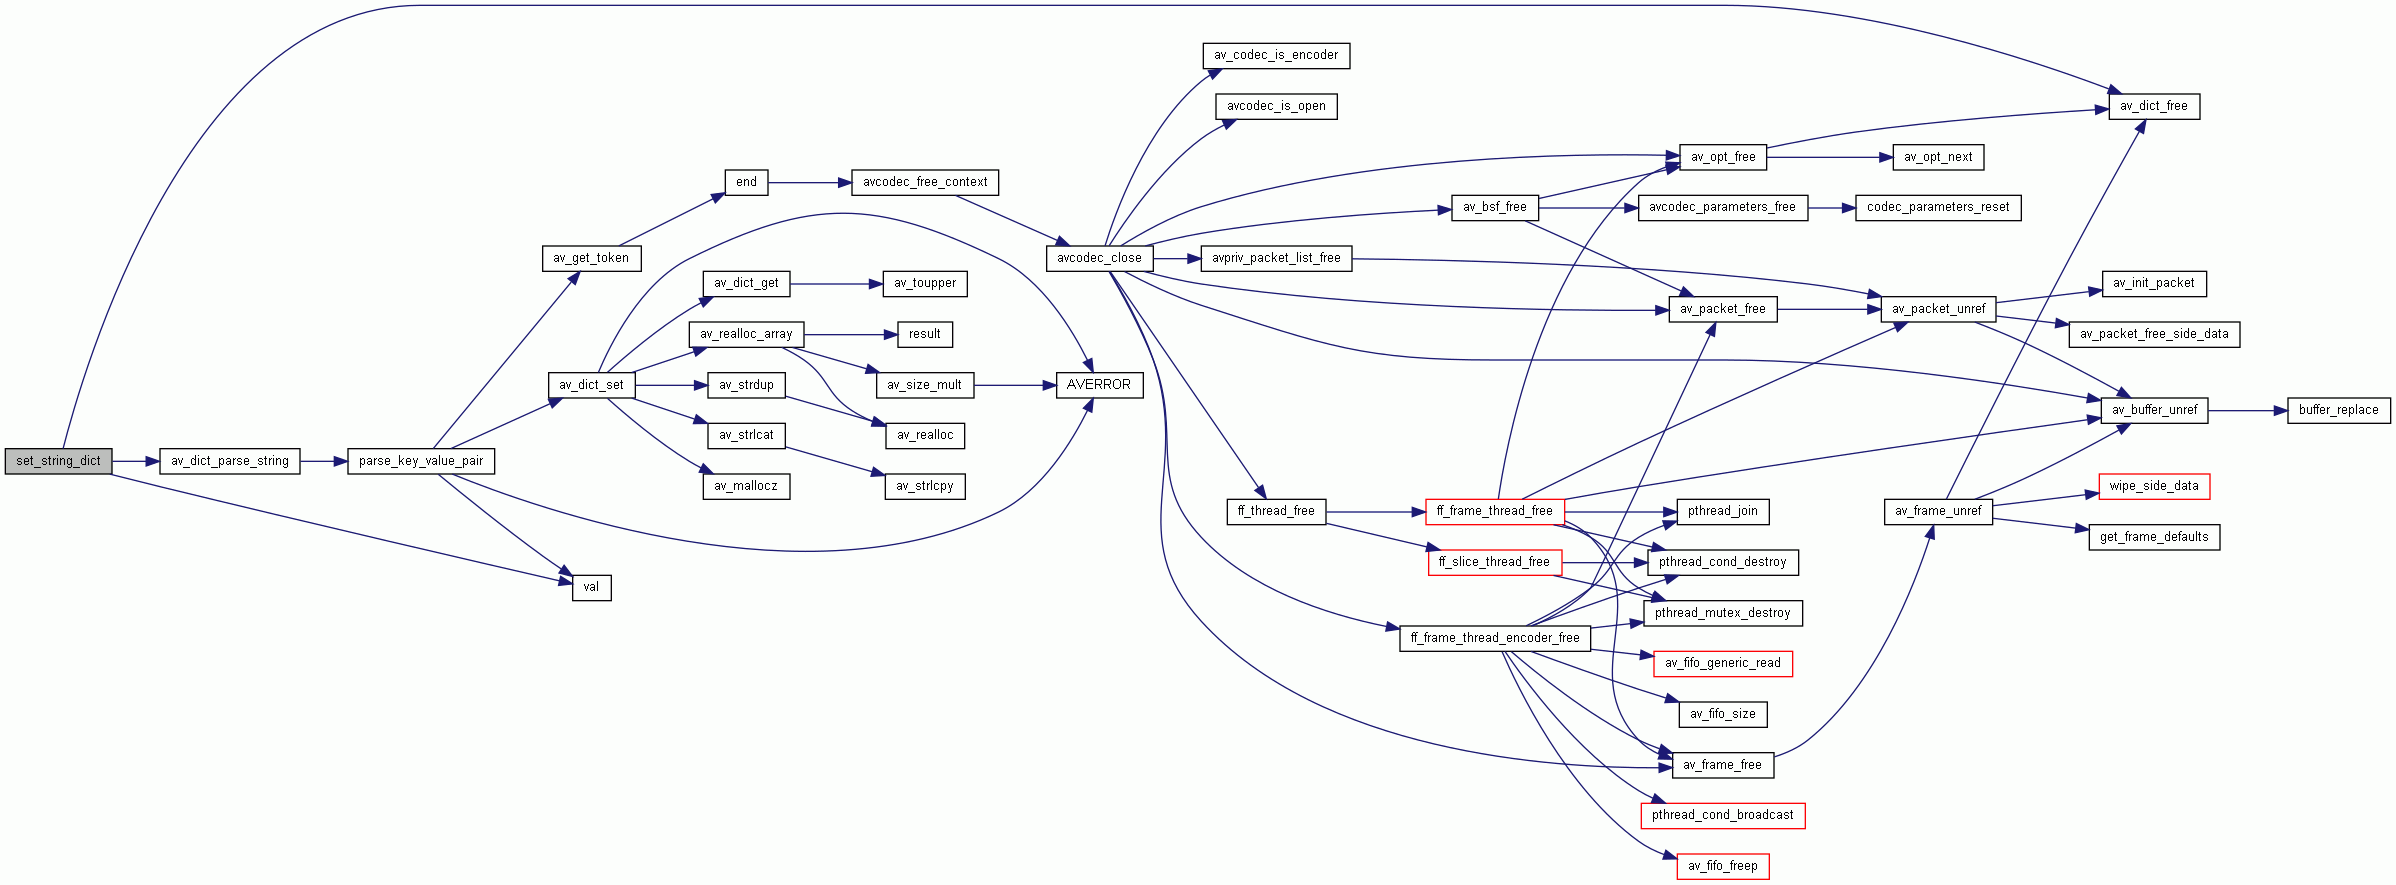 set_string_dict
av_dict_parse_string
parse_key_value_pair
av_get_token
av_dict_set
val
end
av_dict_get
av_realloc_array
av_strdup
av_strlcat
av_mallocz
avcodec_free_context
av_toupper
result
av_size_mult
av_realloc
av_strlcpy
avcodec_close
AVERROR
av_codec_is_encoder
avcodec_is_open
avpriv_packet_list_free
ff_thread_free
av_bsf_free
ff_frame_thread_free
ff_slice_thread_free
ff_frame_thread_encoder_free
av_opt_free
avcodec_parameters_free
av_packet_free
pthread_join
pthread_cond_destroy
pthread_mutex_destroy
av_fifo_generic_read
av_fifo_size
av_frame_free
pthread_cond_broadcast
av_fifo_freep
av_opt_next
codec_parameters_reset
av_packet_unref
av_frame_unref
av_dict_free
av_init_packet
av_packet_free_side_data
av_buffer_unref
wipe_side_data
get_frame_defaults
buffer_replace